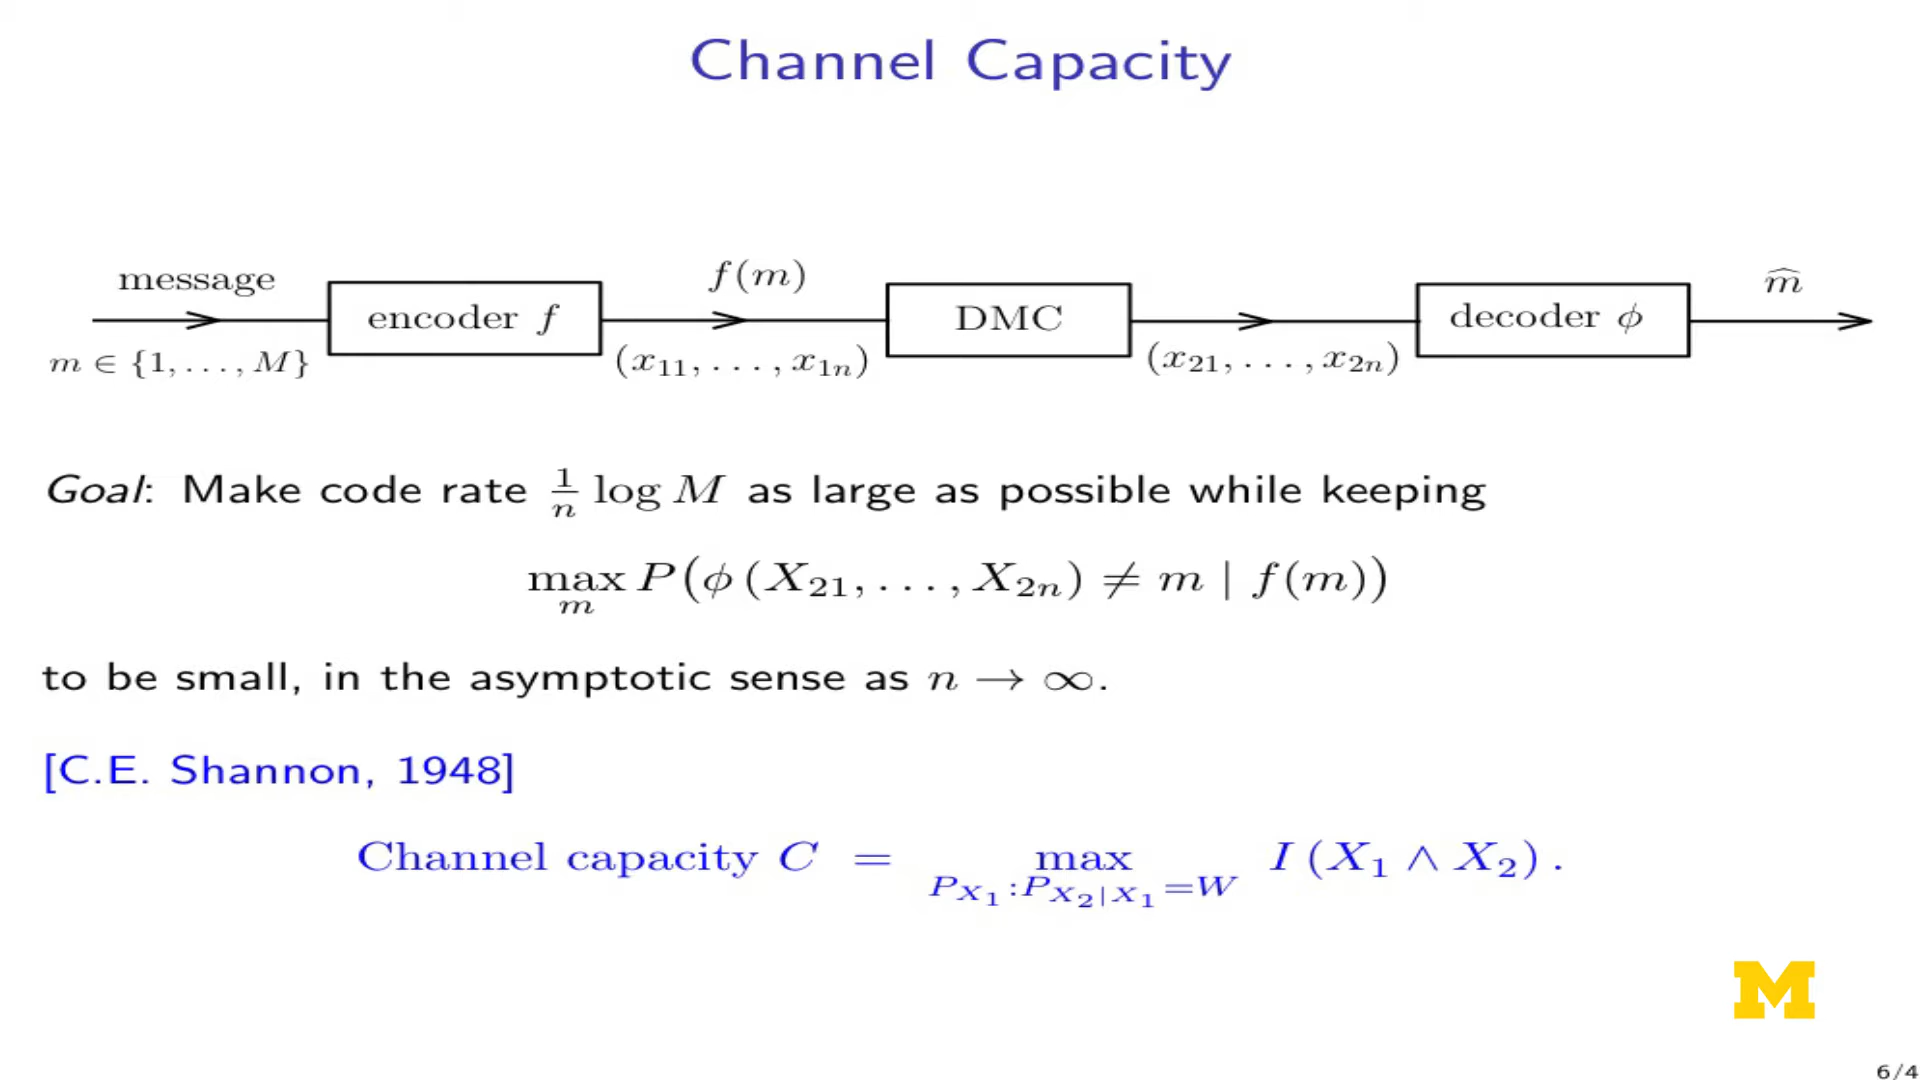 Channel Capacity
message
m ∈ {1, . . . , M}
encoder f
f(m)
(x₁₁, . . . , x₁ₙ)
DMC
(x₂₁, . . . , x₂ₙ)
decoder ϕ
m̂
Goal: Make code rate 1/n log M as large as possible while keeping
max_m P(ϕ (X₂₁, . . . , X₂ₙ) ≠ m | f(m))
to be small, in the asymptotic sense as n → ∞.
[C.E. Shannon, 1948]
Channel capacity C = max_{P_{X₁}:P_{X₂|X₁}=W} I (X₁ ∧ X₂) .
M
6/4